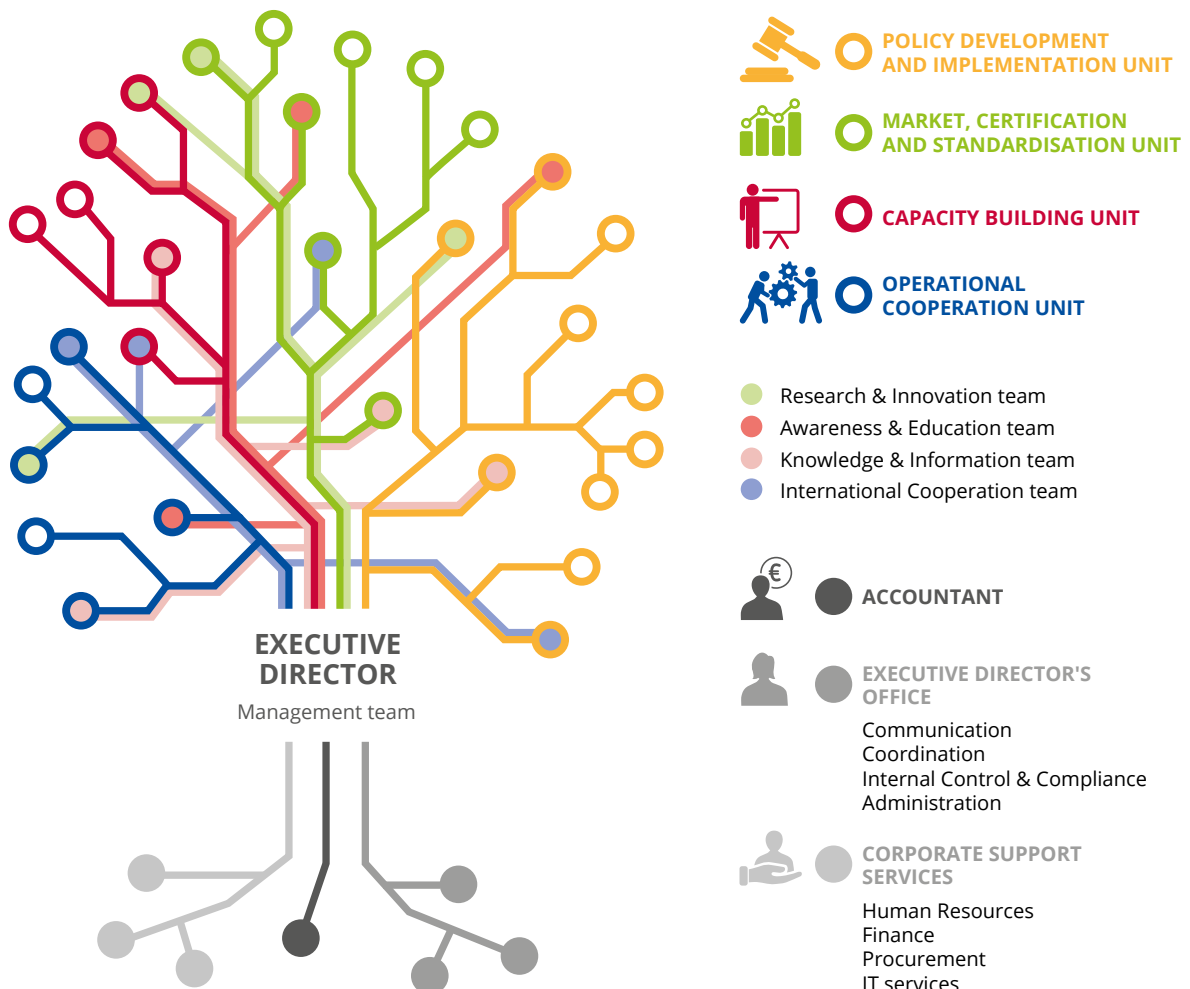 POLICY DEVELOPMENT
AND IMPLEMENTATION UNIT
MARKET, CERTIFICATION
AND STANDARDISATION UNIT
CAPACITY BUILDING UNIT
OPERATIONAL
COOPERATION UNIT
Research & Innovation team
Awareness & Education team
Knowledge & Information team
International Cooperation team
€
ACCOUNTANT
EXECUTIVE
DIRECTOR
Management team
EXECUTIVE DIRECTOR'S
OFFICE
Communication
Coordination
Internal Control & Compliance
Administration
CORPORATE SUPPORT
SERVICES
Human Resources
Finance
Procurement
IT services